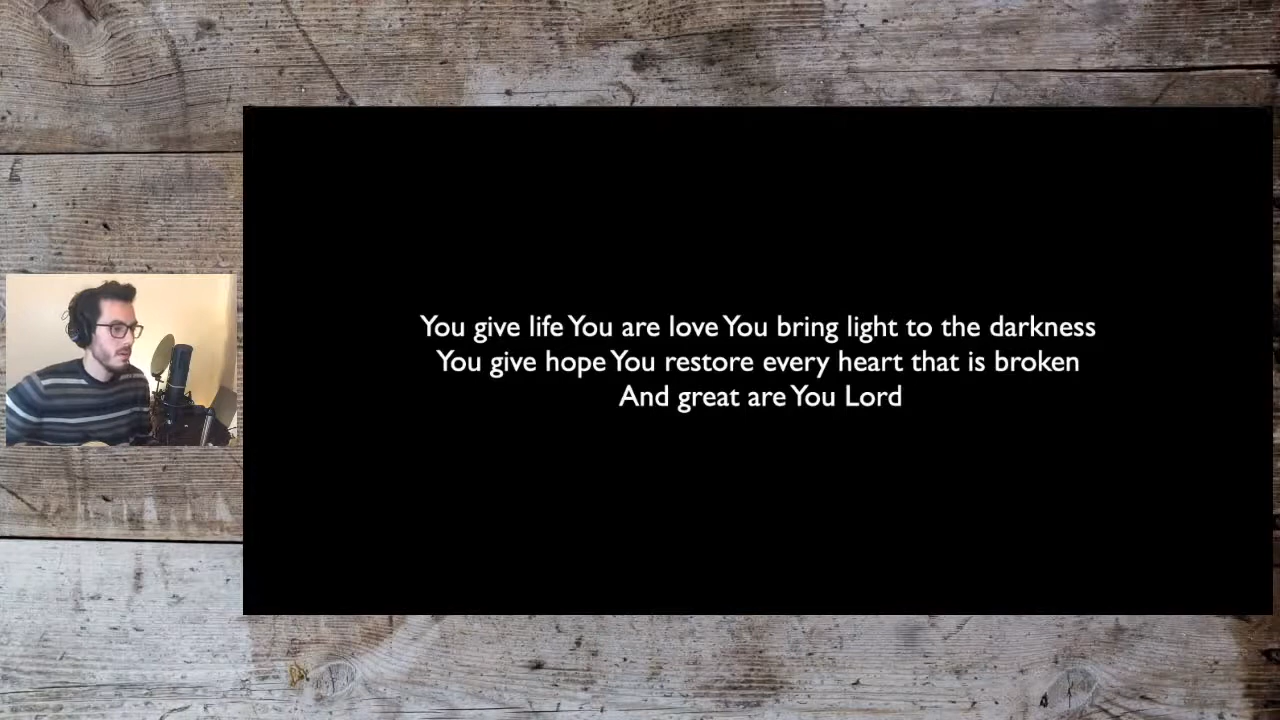 You give life You are love You bring light to the darkness
You give hope You restore every heart that is broken
And great are You Lord